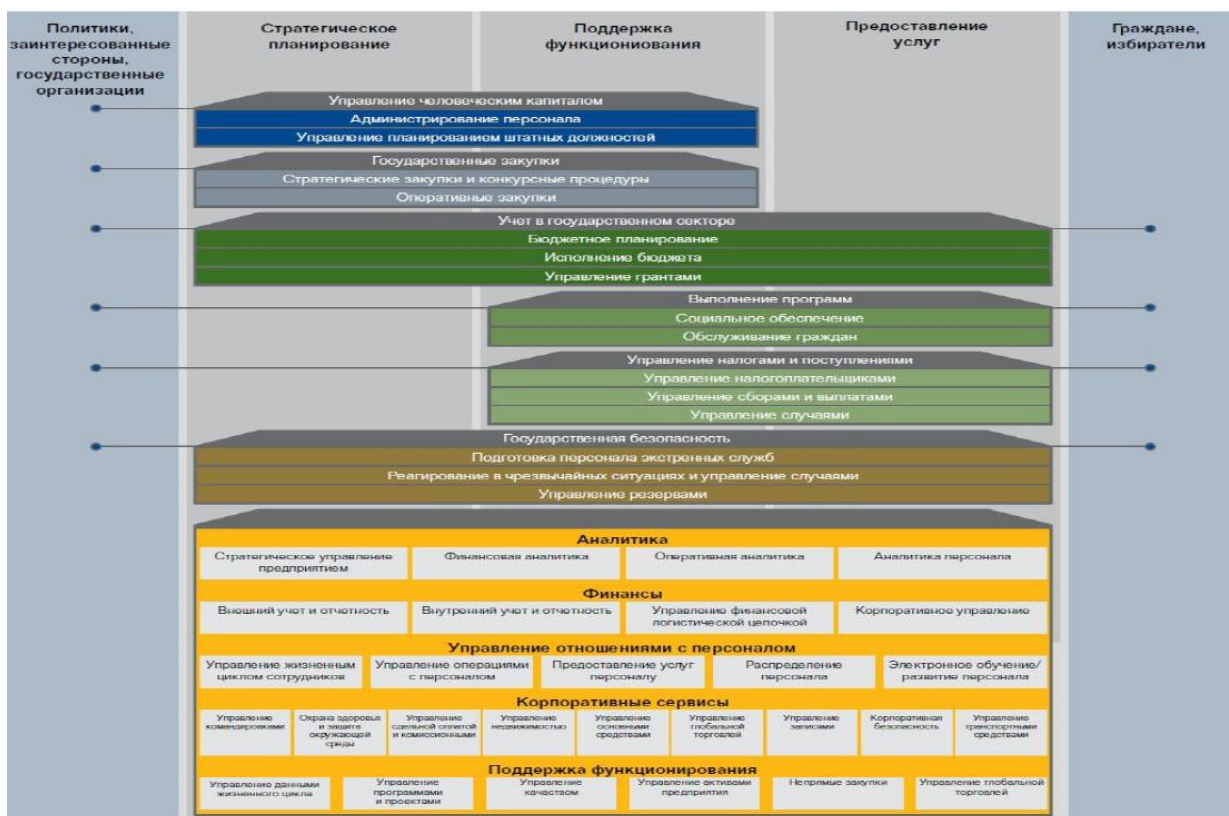 Политики,
заинтересованные
стороны,
государственные
организации
Стратегическое
планирование
Поддержка
функциониования
Предоставление
услуг
Граждане,
избиратели
Управление человеческим капиталом
Администрирование персонала
Управление планированием штатных должностей
Государственные закупки
Стратегические закупки и конкурсные процедуры
Оперативные закупки
Учет в государственном секторе
Бюджетное планирование
Исполнение бюджета
Управление грантами
Выполнение программ
Социальное обеспечение
Обслуживание граждан
Управление налогами и поступлениями
Управление налогоплательщиками
Управление сборами и выплатами
Управление случаями
Государственная безопасность
Подготовка персонала экстренных служб
Реагирование в чрезвычайных ситуациях и управление случаями
Управление резервами
Аналитика
Стратегическое управление
предприятием
Финансовая аналитика
Оперативная аналитика
Аналитика персонала
Финансы
Внешний учет и отчетность
Внутренний учет и отчетность
Управление финансовой
логистической цепочкой
Корпоративное управление
Управление отношениями с персоналом
Управление жизненным
циклом сотрудников
Управление операциями
с персоналом
Предоставление услуг
персоналу
Распределение
персонала
Электронное обучение/
развитие персонала
Корпоративные сервисы
Управление
командировками
Охрана здоровья
и защита
окружающей
среды
Управление
сдельной оплатой
и комиссионными
Управление
недвижимостью
Управление
основными
средствами
Управление
глобальной
торговлей
Управление
записями
Корпоративная
безопасность
Управление
транспортными
средствами
Поддержка функционирования
Управление данными
жизненного цикла
Управление
программами
и проектами
Управление
качеством
Управление активами
предприятия
Непрямые закупки
Управление глобальной
торговлей